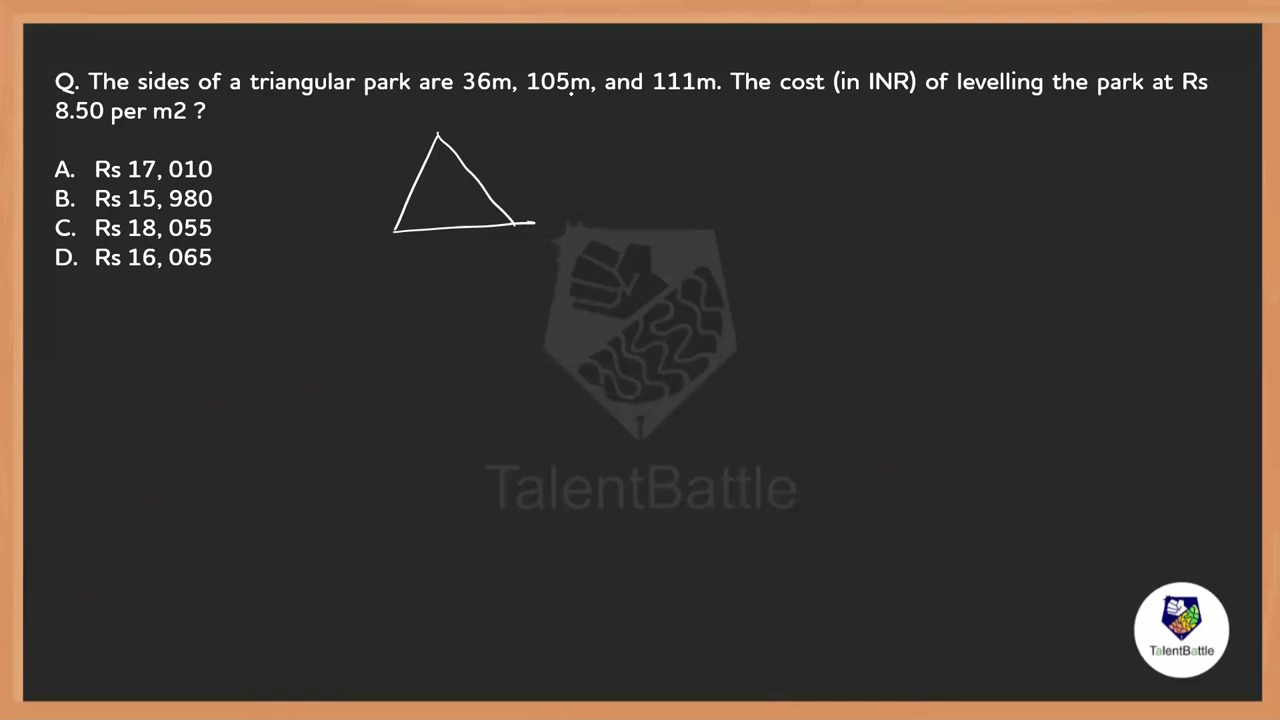 Q. The sides of a triangular park are 36m, 105m, and 111m. The cost (in INR) of levelling the park at Rs
8.50 per m2 ?
A. Rs 17, 010
B. Rs 15, 980
C. Rs 18, 055
D. Rs 16, 065
TalentBattle
TalentBattle